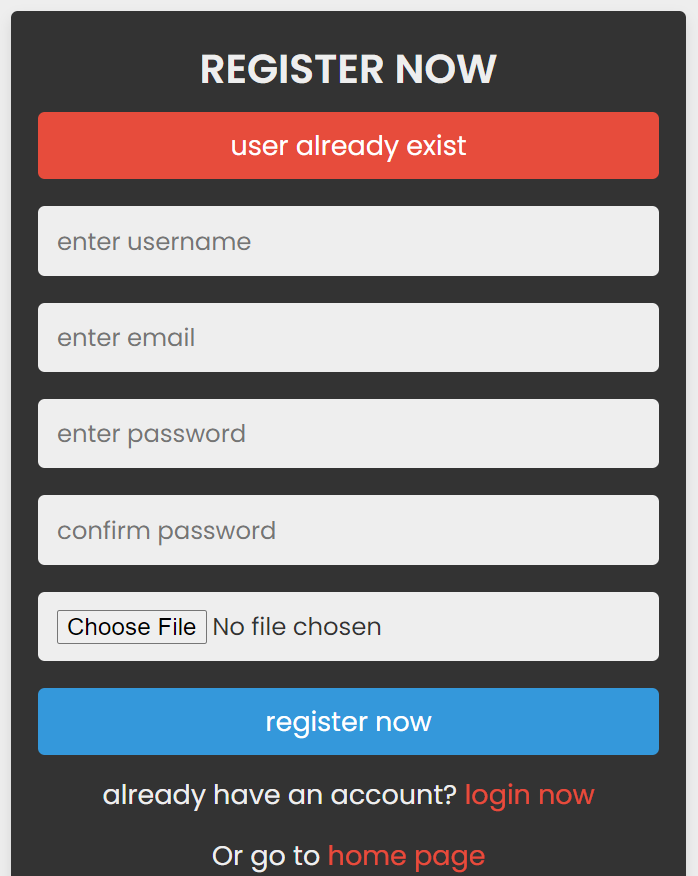 REGISTER NOW
user already exist
enter username
enter email
enter password
confirm password
Choose File No file chosen
register now
already have an account? login now
Or go to home page